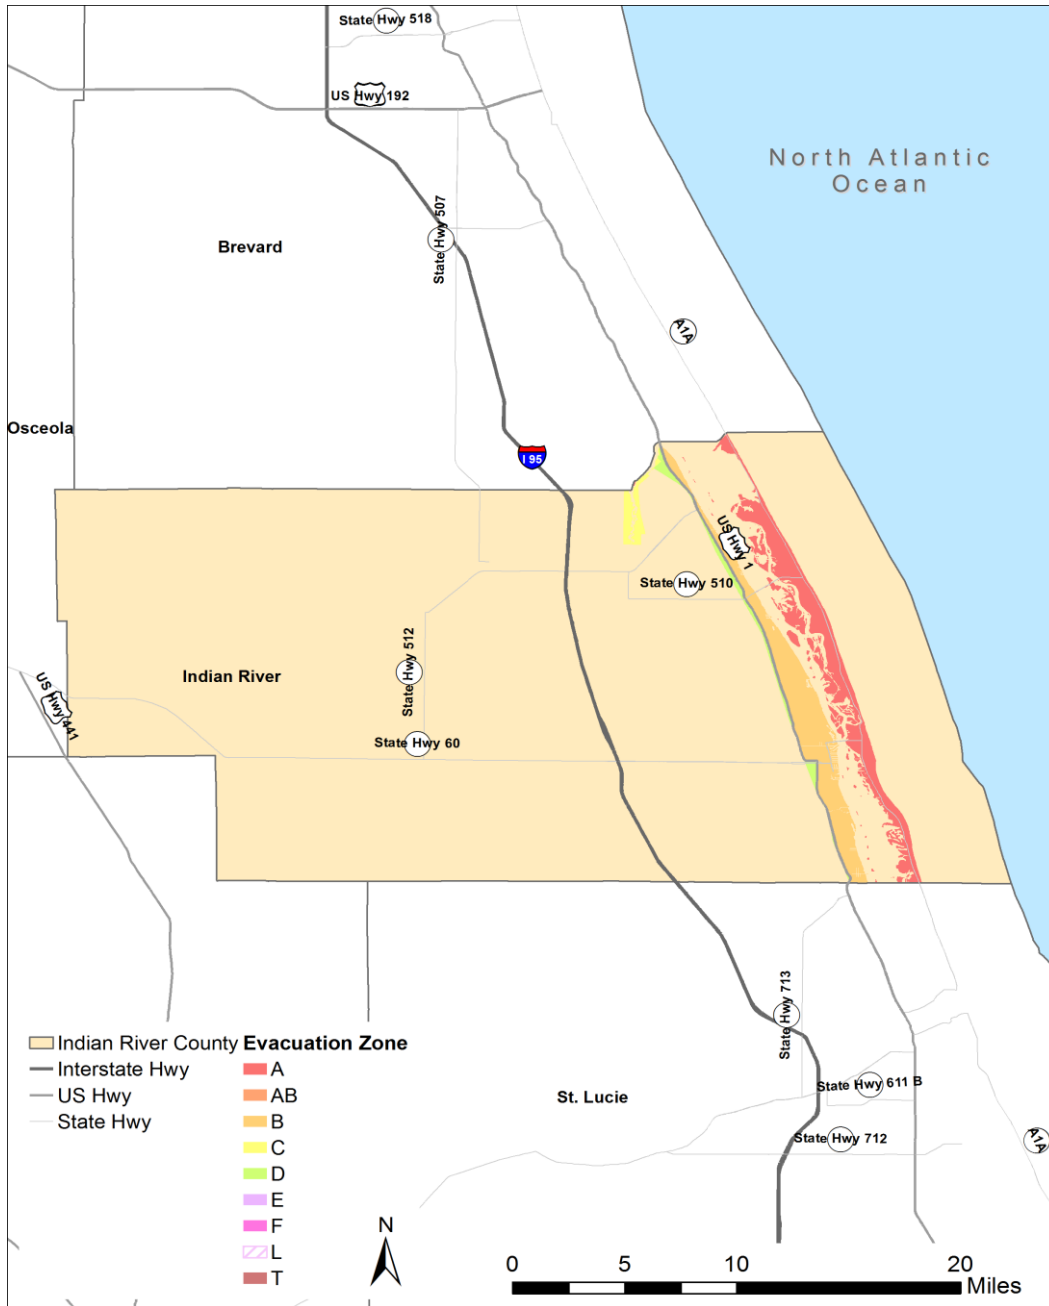 State Hwy 518
US Hwy 192
North Atlantic
Ocean
State Hwy 507
Brevard
A1A
Osceola
I 95
US Hwy 1
State Hwy 510
State Hwy 512
Indian River
US Hwy 441
State Hwy 60
State Hwy 713
Indian River County
Interstate Hwy
US Hwy
State Hwy
Evacuation Zone
A
AB
B
C
D
E
F
L
T
St. Lucie
State Hwy 611 B
State Hwy 712
A1A
N
0 5 10 20
Miles